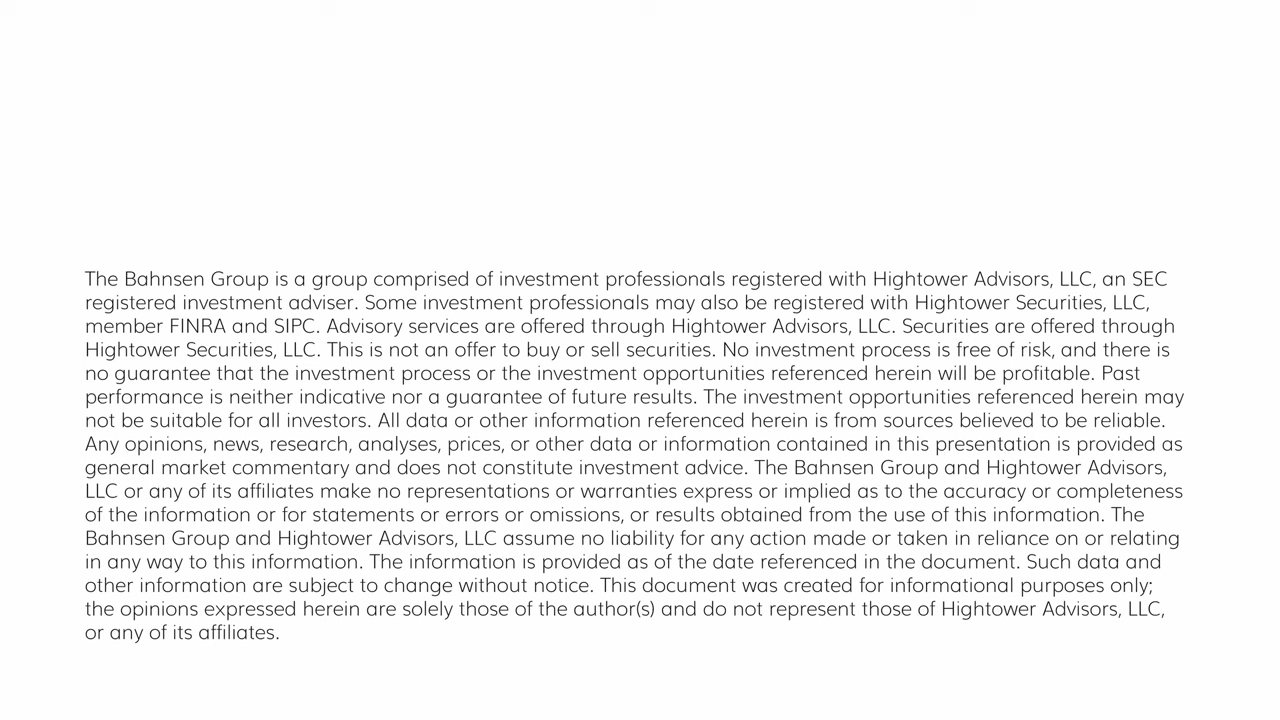 The Bahnsen Group is a group comprised of investment professionals registered with Hightower Advisors, LLC, an SEC
registered investment adviser. Some investment professionals may also be registered with Hightower Securities, LLC,
member FINRA and SIPC. Advisory services are offered through Hightower Advisors, LLC. Securities are offered through
Hightower Securities, LLC. This is not an offer to buy or sell securities. No investment process is free of risk, and there is
no guarantee that the investment process or the investment opportunities referenced herein will be profitable. Past
performance is neither indicative nor a guarantee of future results. The investment opportunities referenced herein may
not be suitable for all investors. All data or other information referenced herein is from sources believed to be reliable.
Any opinions, news, research, analyses, prices, or other data or information contained in this presentation is provided as
general market commentary and does not constitute investment advice. The Bahnsen Group and Hightower Advisors,
LLC or any of its affiliates make no representations or warranties express or implied as to the accuracy or completeness
of the information or for statements or errors or omissions, or results obtained from the use of this information. The
Bahnsen Group and Hightower Advisors, LLC assume no liability for any action made or taken in reliance on or relating
in any way to this information. The information is provided as of the date referenced in the document. Such data and
other information are subject to change without notice. This document was created for informational purposes only;
the opinions expressed herein are solely those of the author(s) and do not represent those of Hightower Advisors, LLC,
or any of its affiliates.